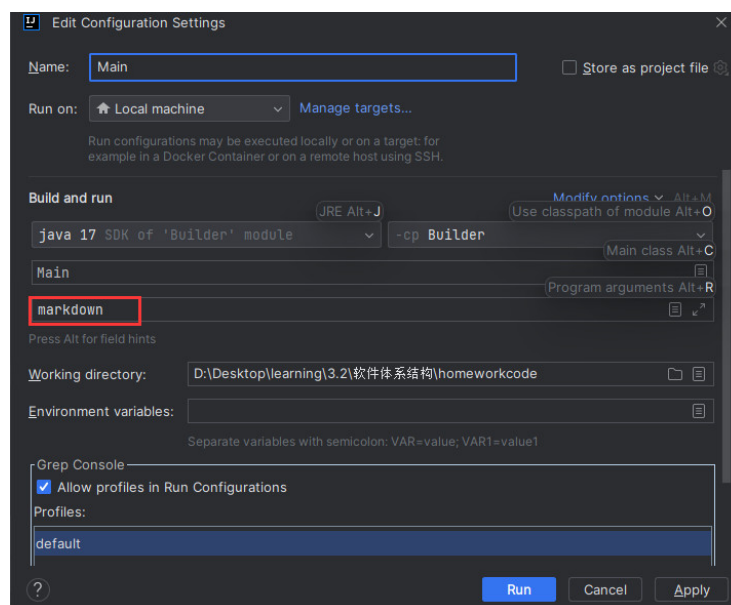 Edit Configuration Settings
Name: Main Store as project file
Run on: Local machine Manage targets...
Run configurations may be executed locally or on a target: for
example in a Docker Container or on a remote host using SSH.
Build and run Modify options Alt+M
JRE Alt+J Use classpath of module Alt+O
java 17 SDK of 'Builder' module -cp Builder
Main class Alt+C
Main
Program arguments Alt+R
markdown
Press Alt for field hints
Working directory: D:\Desktop\learning\3.2\软件体系结构\homeworkcode
Environment variables:
Separate variables with semicolon: VAR=value; VAR1=value1
Grep Console
Allow profiles in Run Configurations
Profiles:
default
? Run Cancel Apply